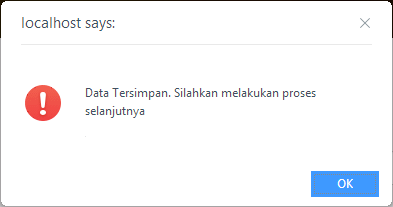 localhost says:
Data Tersimpan. Silahkan melakukan proses
selanjutnya
OK